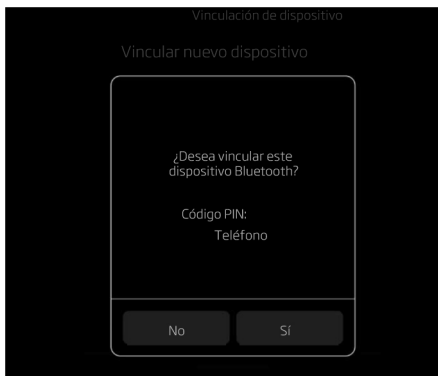 Vinculación de dispositivo
Vincular nuevo dispositivo
¿Desea vincular este
dispositivo Bluetooth?
Código PIN:
Teléfono
No
Sí